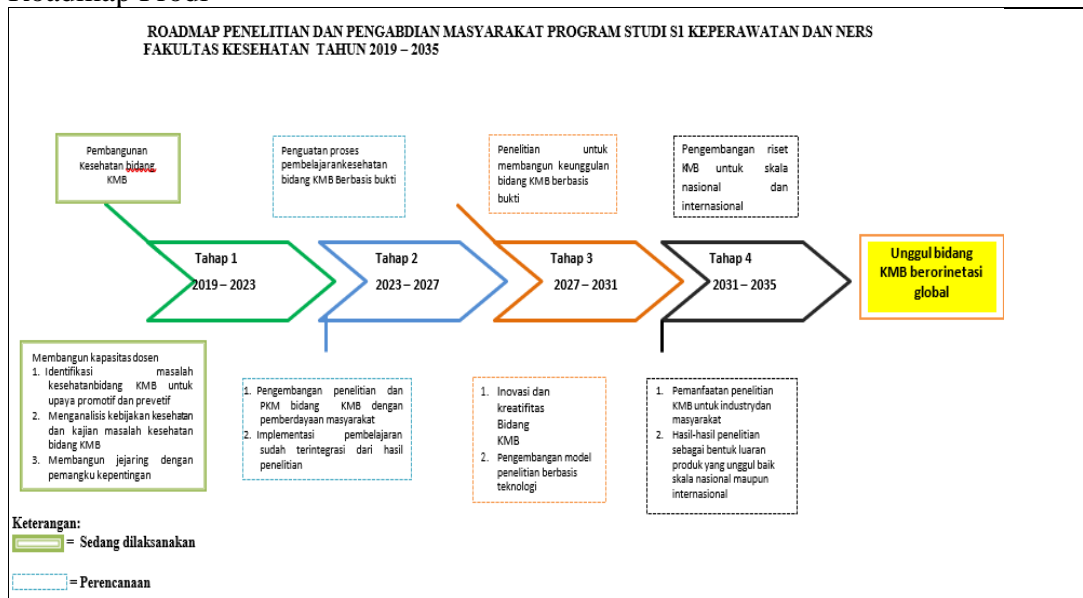 Roadmap Prodi
ROADMAP PENELITIAN DAN PENGABDIAN MASYARAKAT PROGRAM STUDI S1 KEPERAWATAN DAN NERS
FAKULTAS KESEHATAN TAHUN 2019 – 2035
Pembangunan
Kesehatan bidang
KMB
Penguatan proses
pembelajarankesehatan
bidang KMB Berbasis bukti
Penelitian untuk
membangun keunggulan
bidang KMB berbasis
bukti
Pengembangan riset
KMB untuk skala
nasional dan
internasional
Tahap 1
2019 – 2023
Tahap 2
2023 – 2027
Tahap 3
2027 – 2031
Tahap 4
2031 – 2035
Unggul bidang
KMB berorinetasi
global
Membangun kapasitas dosen
1. Identifikasi masalah
kesehatanbidang KMB untuk
upaya promotif dan prevetif
2. Menganalisis kebijakan kesehatan
dan kajian masalah kesehatan
bidang KMB
3. Membangun jejaring dengan
pemangku kepentingan
1. Pengembangan penelitian dan
PKM bidang KMB dengan
pemberdayaan masyarakat
2. Implementasi pembelajaran
sudah terintegrasi dari hasil
penelitian
1. Inovasi dan
kreatifitas
Bidang
KMB
2. Pengembangan model
penelitian berbasis
teknologi
1. Pemanfaatan penelitian
KMB untuk industrydan
masyarakat
2. Hasil-hasil penelitian
sebagai bentuk luaran
produk yang unggul baik
skala nasional maupun
internasional
Keterangan:
= Sedang dilaksanakan
= Perencanaan